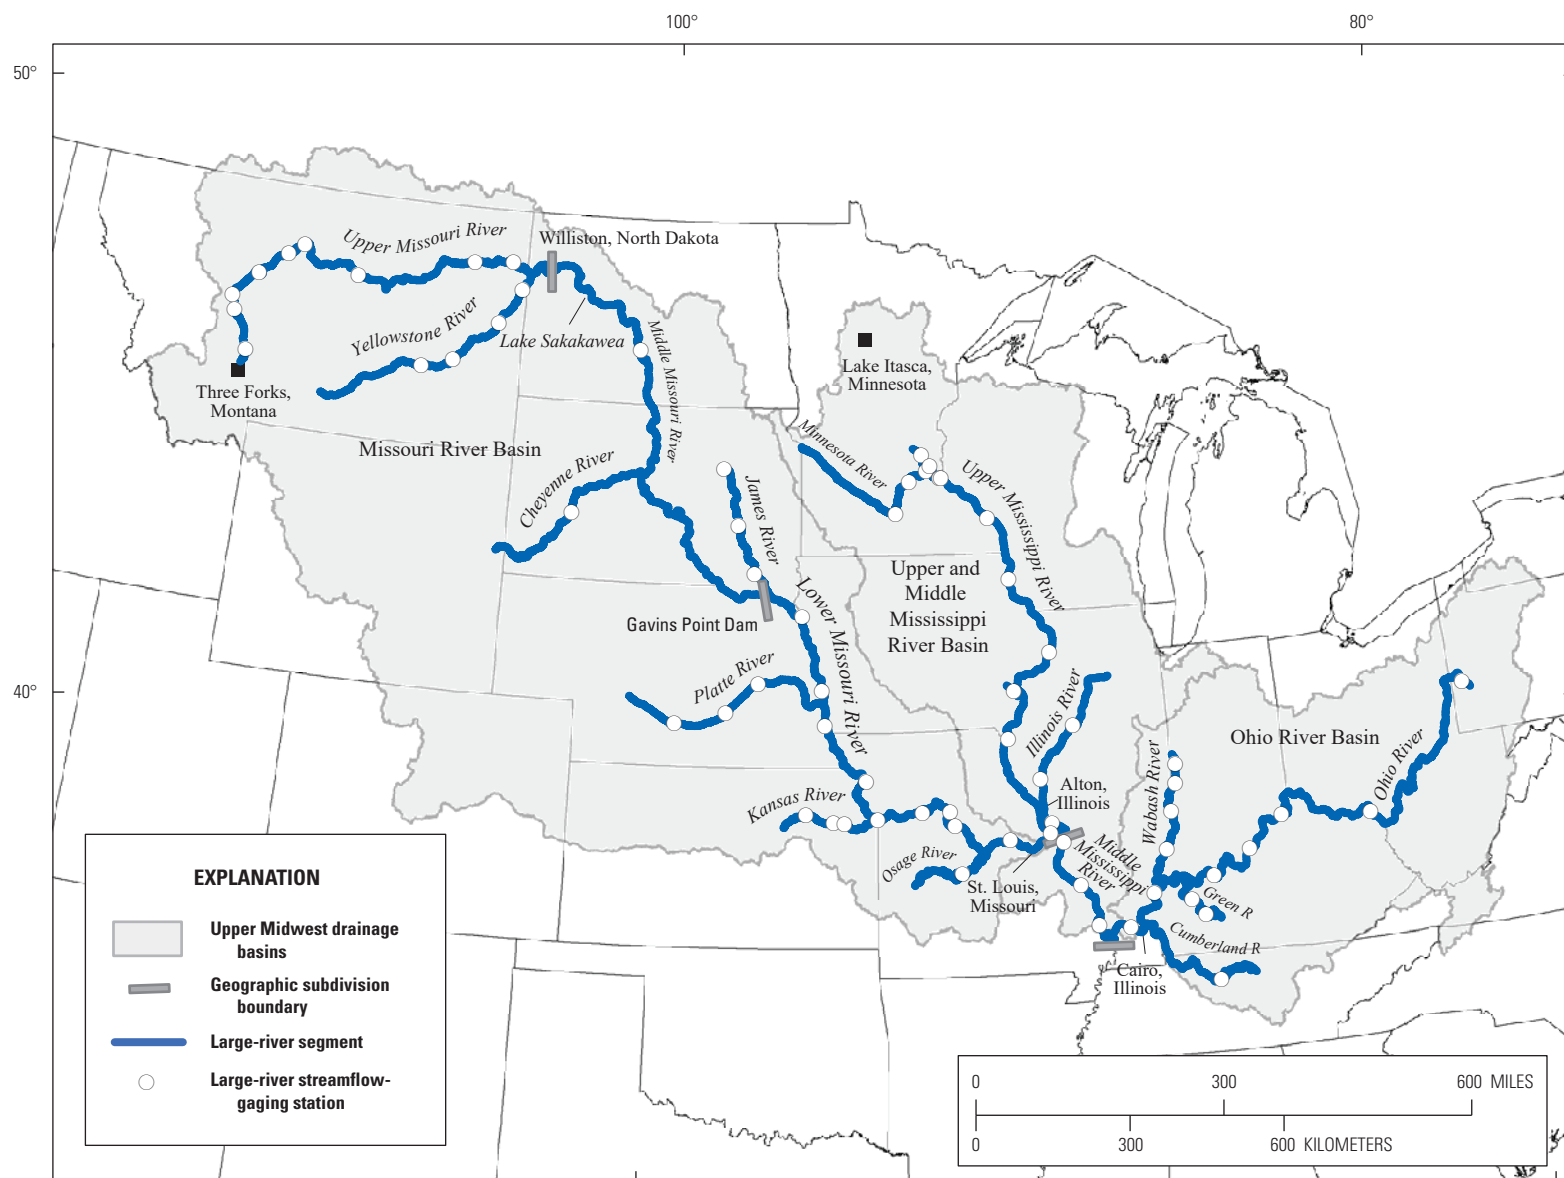 100°
80°
50°
40°
Upper Missouri River
Williston, North Dakota
Yellowstone River
Lake Sakakawea
Middle Missouri River
Three Forks,
Montana
Lake Itasca,
Minnesota
Missouri River Basin
Cheyenne River
James River
Minnesota River
Upper Mississippi River
Upper and
Middle
Mississippi
River Basin
Gavins Point Dam
Lower Missouri River
Platte River
Illinois River
Ohio River Basin
Ohio River
Wabash River
Alton,
Illinois
Kansas River
Osage River
St. Louis,
Missouri
Middle
Mississippi
River
Green R
Cumberland R
Cairo,
Illinois
EXPLANATION
Upper Midwest drainage
basins
Geographic subdivision
boundary
Large-river segment
Large-river streamflow-
gaging station
0 300 600 MILES
0 300 600 KILOMETERS